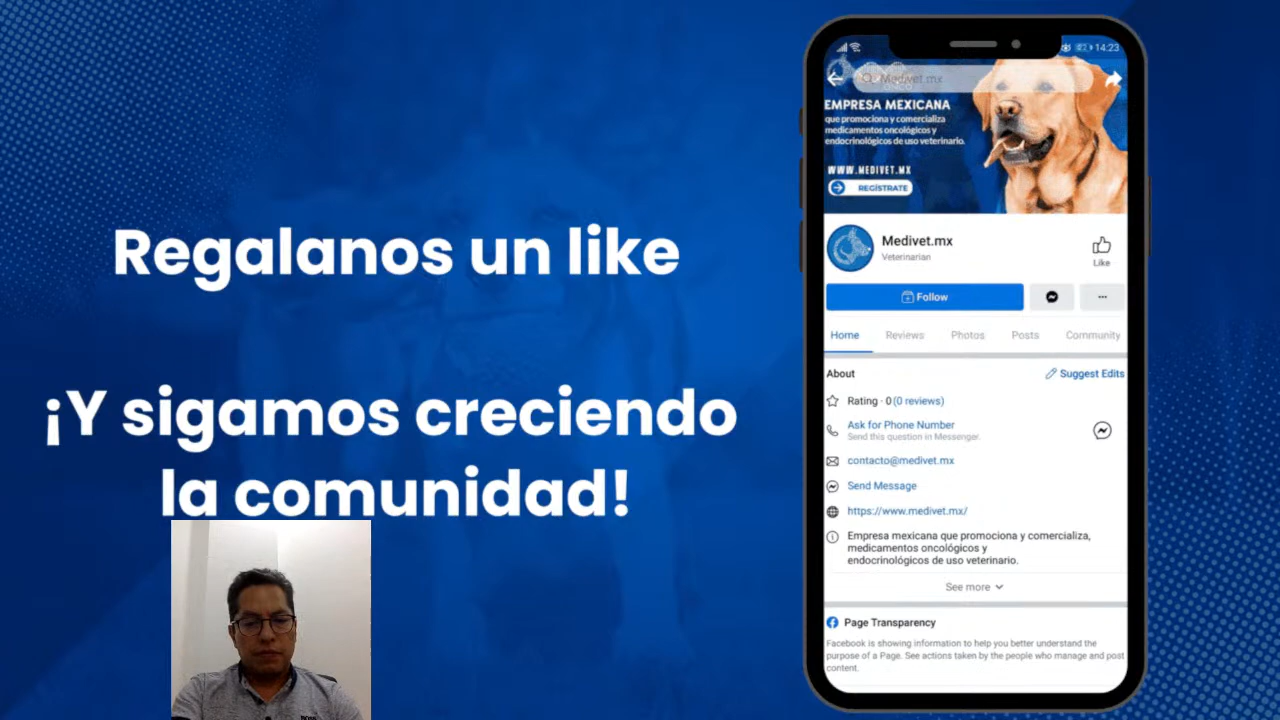 Regalanos un like
¡Y sigamos creciendo
la comunidad!
14:23
Medivet.mx
EMPRESA MEXICANA
que promociona y comercializa
medicamentos oncológicos y
endocrinológicos de uso veterinario.
WWW.MEDIVET.MX
REGÍSTRATE
Medivet.mx
Veterinarian
Like
Follow
Home Reviews Photos Posts Community
About Suggest Edits
Rating · 0 (0 reviews)
Ask for Phone Number
Send this question in Messenger.
contacto@medivet.mx
Send Message
https://www.medivet.mx/
Empresa mexicana que promociona y comercializa,
medicamentos oncológicos y
endocrinológicos de uso veterinario.
See more
Page Transparency
Facebook is showing information to help you better understand the
purpose of a Page. See actions taken by the people who manage and post
content.